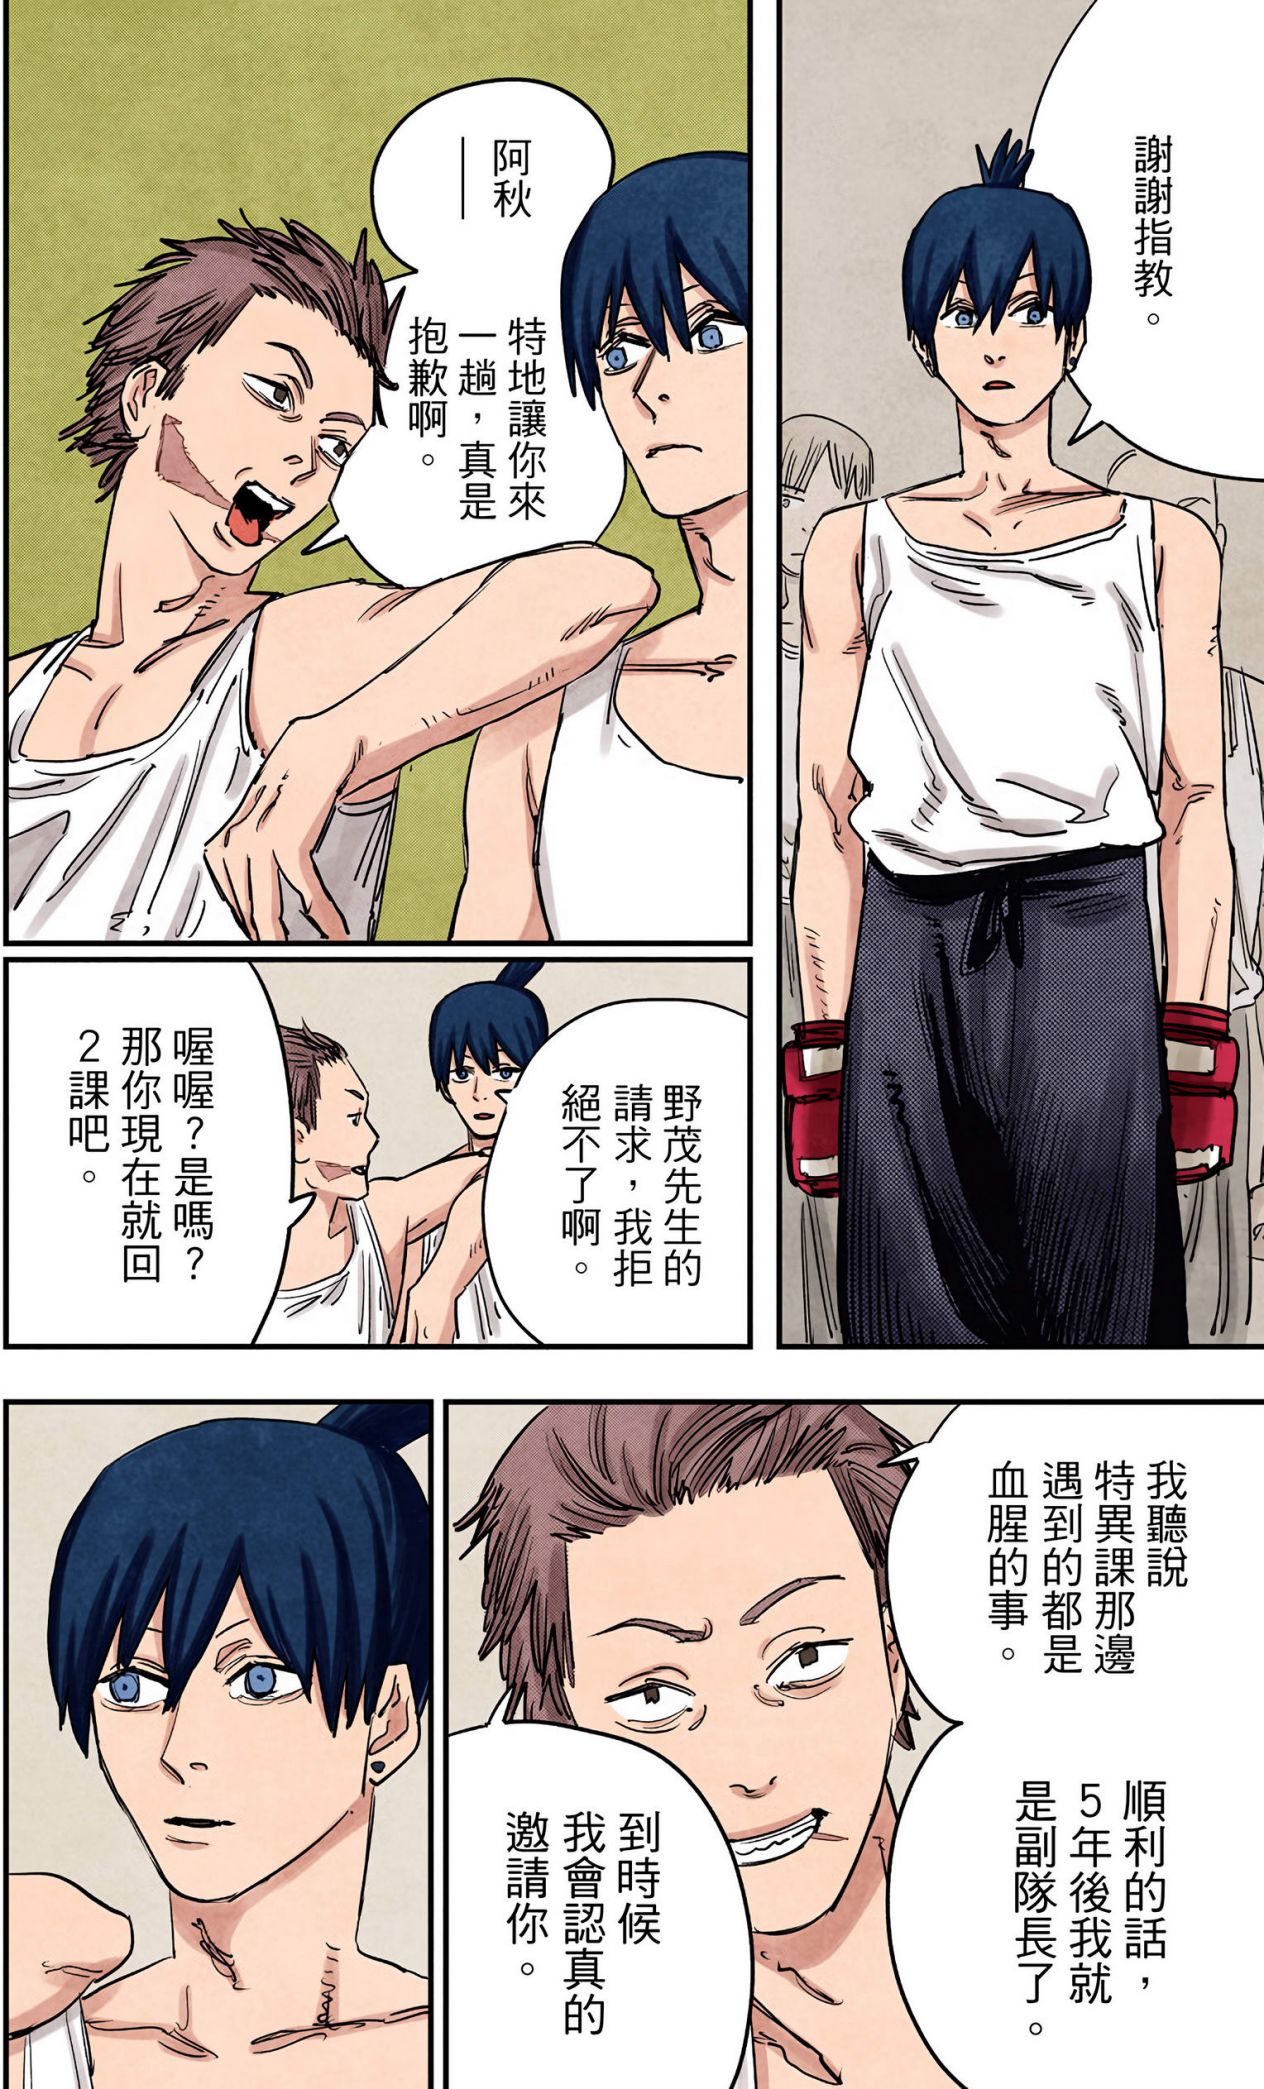 謝謝指教。
阿秋
｜
特地讓你來
一趟，真是
抱歉啊。
野茂先生的
請求，我拒
絕不了啊。
喔喔？是嗎？
那你現在就回
２課吧。
我聽說
特異課那邊
遇到的都是
血腥的事。
順利的話，
５年後我就
是副隊長了。
到時候
我會認真的
邀請你。